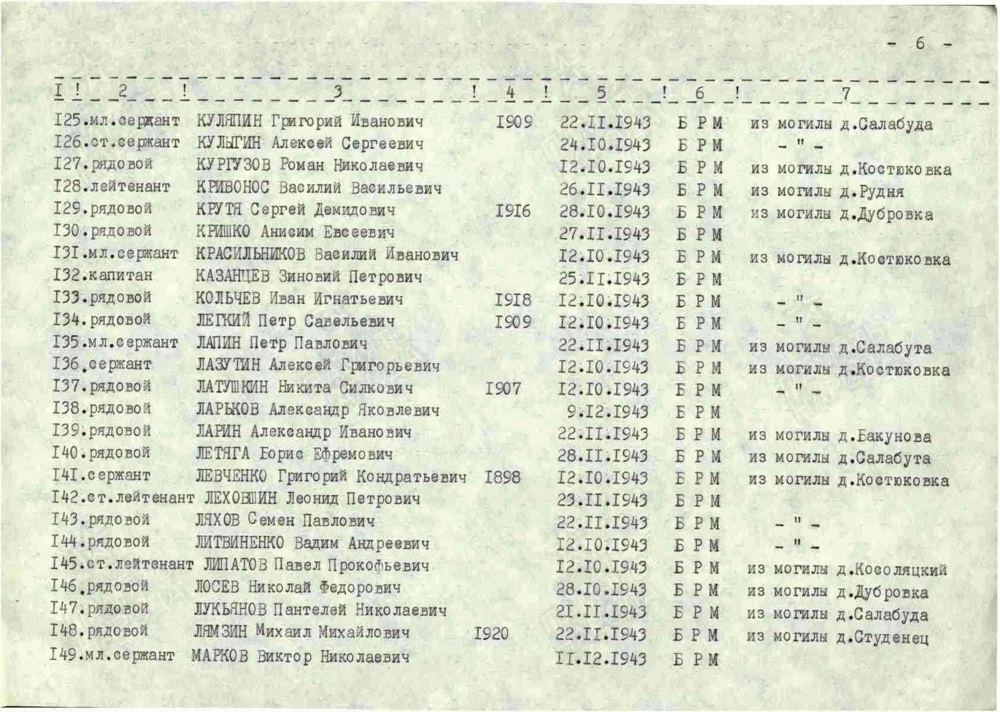 - 6 -
I ! 2 ! 3 ! 4 ! 5 ! 6 ! 7
I25.мл.сержант КУЛЯПИН Григорий Иванович I909 22.II.I943 Б Р М из могилы д.Салабуда
I26.ст.сержант КУЛЫГИН Алексей Сергеевич 24.I0.I943 Б Р М - " -
I27.рядовой КУРГУЗОВ Роман Николаевич I2.I0.I943 Б Р М из могилы д.Костюковка
I28.лейтенант КРИВОНОС Василий Васильевич 26.II.I943 Б Р М из могилы д.Рудня
I29.рядовой КРУТЯ Сергей Демидович I9I6 28.I0.I943 Б Р М из могилы д.Дубровка
I30.рядовой КРИШКО Анисим Евсеевич 27.II.I943 Б Р М
I3I.мл.сержант КРАСИЛЬНИКОВ Василий Иванович I2.I0.I943 Б Р М из могилы д.Костюковка
I32.капитан КАЗАНЦЕВ Зиновий Петрович 25.II.I943 Б Р М
I33.рядовой КОЛЬЧЕВ Иван Игнатьевич I9I8 I2.I0.I943 Б Р М - " -
I34.рядовой ЛЕГКИЙ Петр Савельевич I909 I2.I0.I943 Б Р М - " -
I35.мл.сержант ЛАПИН Петр Павлович 22.II.I943 Б Р М из могилы д.Салабута
I36.сержант ЛАЗУТИН Алексей Григорьевич I2.I0.I943 Б Р М из могилы д.Костюковка
I37.рядовой ЛАТУШКИН Никита Силкович I907 I2.I0.I943 Б Р М - " -
I38.рядовой ЛАРЬКОВ Александр Яковлевич 9.I2.I943 Б Р М
I39.рядовой ЛАРИН Александр Иванович 22.II.I943 Б Р М из могилы д.Бакунова
I40.рядовой ЛЕТЯГА Борис Ефремович 28.II.I943 Б Р М из могилы д.Салабута
I4I.сержант ЛЕВЧЕНКО Григорий Кондратьевич I898 I2.I0.I943 Б Р М из могилы д.Костюковка
I42.ст.лейтенант ЛЕХОВШИН Леонид Петрович 23.II.I943 Б Р М
I43.рядовой ЛЯХОВ Семен Павлович 22.II.I943 Б Р М - " -
I44.рядовой ЛИТВИНЕНКО Вадим Андреевич I2.I0.I943 Б Р М - " -
I45.ст.лейтенант ЛИПАТОВ Павел Прокофьевич I2.I0.I943 Б Р М из могилы д.Косоляцкий
I46.рядовой ЛОСЕВ Николай Федорович 28.I0.I943 Б Р М из могилы д.Дубровка
I47.рядовой ЛУКЬЯНОВ Пантелей Николаевич 2I.II.I943 Б Р М из могилы д.Салабуда
I48.рядовой ЛЯМЗИН Михаил Михайлович I920 22.II.I943 Б Р М из могилы д.Студенец
I49.мл.сержант МАРКОВ Виктор Николаевич II.I2.I943 Б Р М